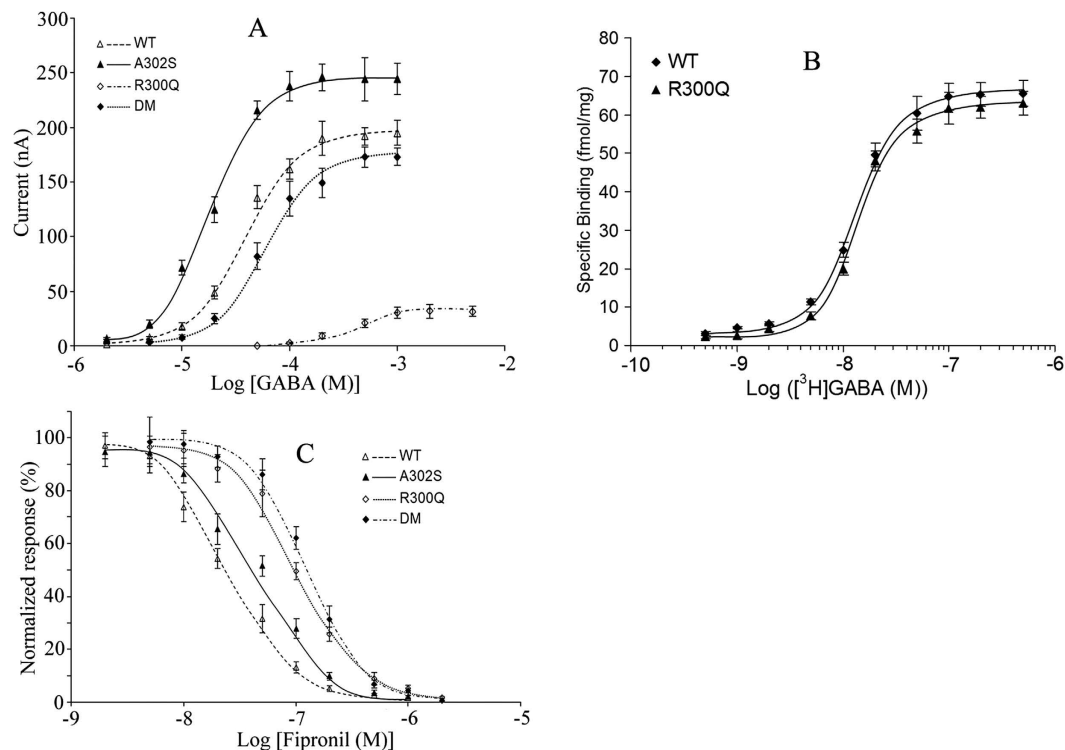 A
WT
A302S
R300Q
DM
Current (nA)
300
250
200
150
100
50
0
-6
-5
-4
-3
-2
Log [GABA (M)]
B
WT
R300Q
Specific Binding (fmol/mg)
80
70
60
50
40
30
20
10
0
-10
-9
-8
-7
-6
Log ([³H]GABA (M))
C
WT
A302S
R300Q
DM
Normalized response (%)
100
80
60
40
20
0
-9
-8
-7
-6
-5
Log [Fipronil (M)]